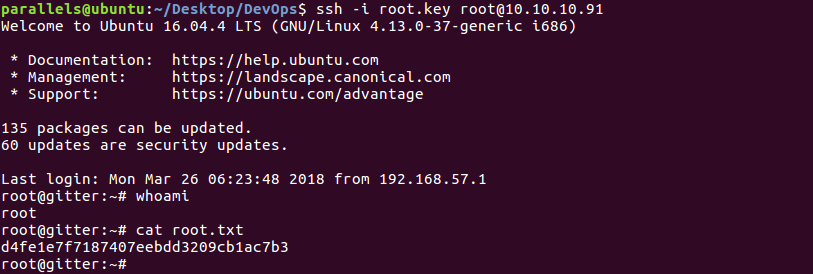 parallels@ubuntu:~/Desktop/DevOps$ ssh -i root.key root@10.10.10.91
Welcome to Ubuntu 16.04.4 LTS (GNU/Linux 4.13.0-37-generic i686)
* Documentation:  https://help.ubuntu.com
* Management:     https://landscape.canonical.com
* Support:        https://ubuntu.com/advantage
135 packages can be updated.
60 updates are security updates.
Last login: Mon Mar 26 06:23:48 2018 from 192.168.57.1
root@gitter:~# whoami
root
root@gitter:~# cat root.txt
d4fe1e7f7187407eebdd3209cb1ac7b3
root@gitter:~#